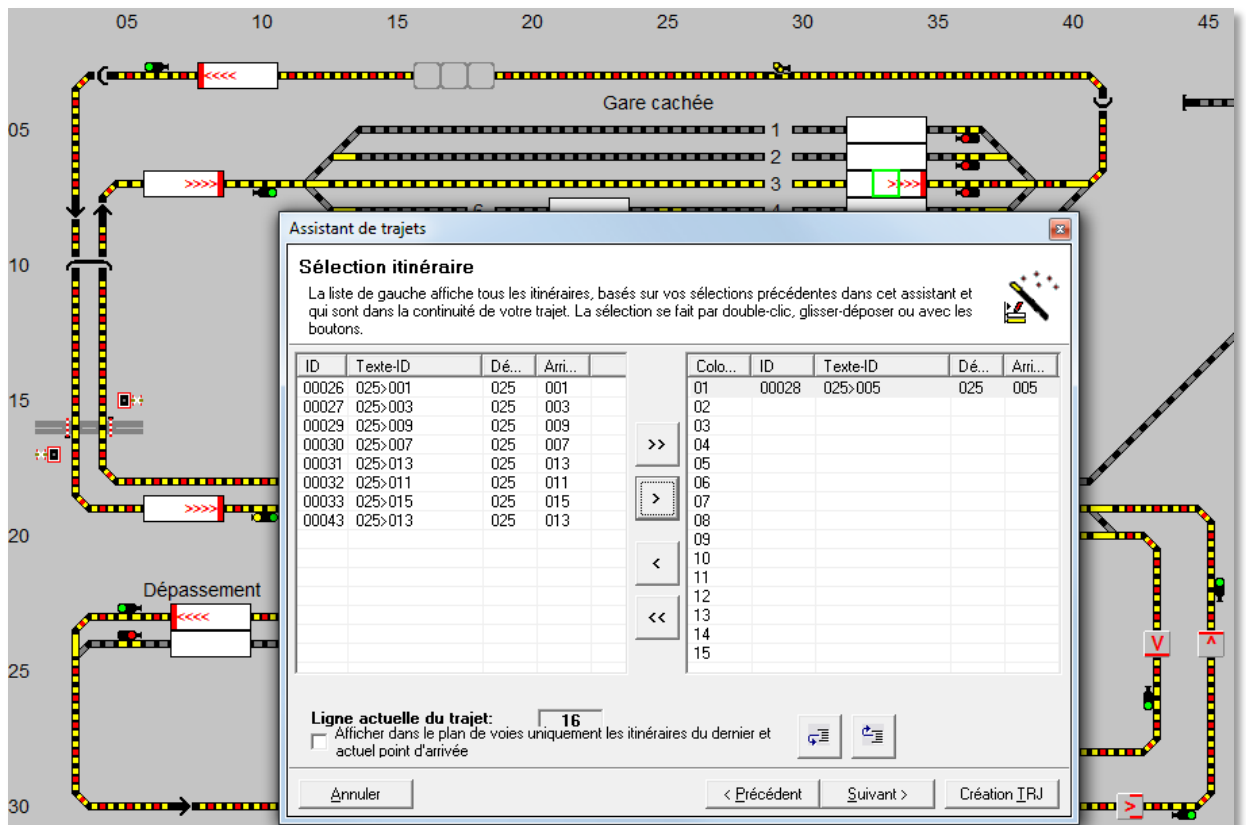 05 10 15 20 25 30 35 40 45
<<<<
Gare cachée
05
1
2
>>>> 3 >>>>
6 4
Assistant de trajets
10
Sélection itinéraire
La liste de gauche affiche tous les itinéraires, basés sur vos sélections précédentes dans cet assistant et
qui sont dans la continuité de votre trajet. La sélection se fait par double-clic, glisser-déposer ou avec les
boutons.
ID Texte-ID Dé... Arri... Colo... ID Texte-ID Dé... Arri...
00026 025>001 025 001 01 00028 025>005 025 005
00027 025>003 025 003 02
00029 025>009 025 009 03
00030 025>007 025 007 04
00031 025>013 025 013 05
00032 025>011 025 011 06
00033 025>015 025 015 07
00043 025>013 025 013 08
09
10
11
12
13
14
15
>>
>
<
<<
15
>>>>
20
Dépassement
<<<<
V ^
25
Ligne actuelle du trajet: 16
Afficher dans le plan de voies uniquement les itinéraires du dernier et
actuel point d'arrivée
Annuler < Précédent Suivant > Création TRJ
30 >